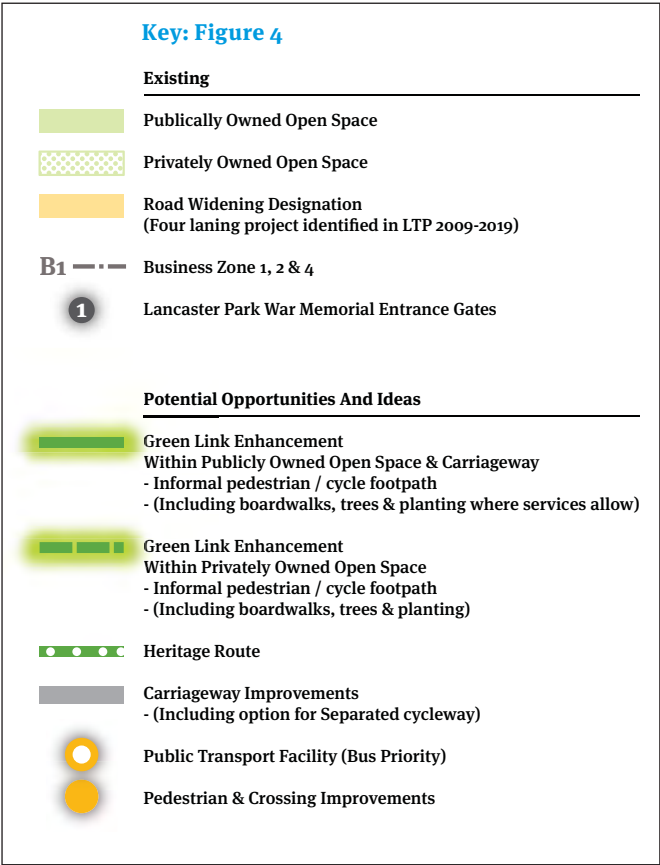 Key: Figure 4
Existing
Publically Owned Open Space
Privately Owned Open Space
Road Widening Designation
(Four laning project identified in LTP 2009-2019)
B1 Business Zone 1, 2 & 4
1 Lancaster Park War Memorial Entrance Gates
Potential Opportunities And Ideas
Green Link Enhancement
Within Publicly Owned Open Space & Carriageway
- Informal pedestrian / cycle footpath
- (Including boardwalks, trees & planting where services allow)
Green Link Enhancement
Within Privately Owned Open Space
- Informal pedestrian / cycle footpath
- (Including boardwalks, trees & planting)
Heritage Route
Carriageway Improvements
- (Including option for Separated cycleway)
Public Transport Facility (Bus Priority)
Pedestrian & Crossing Improvements